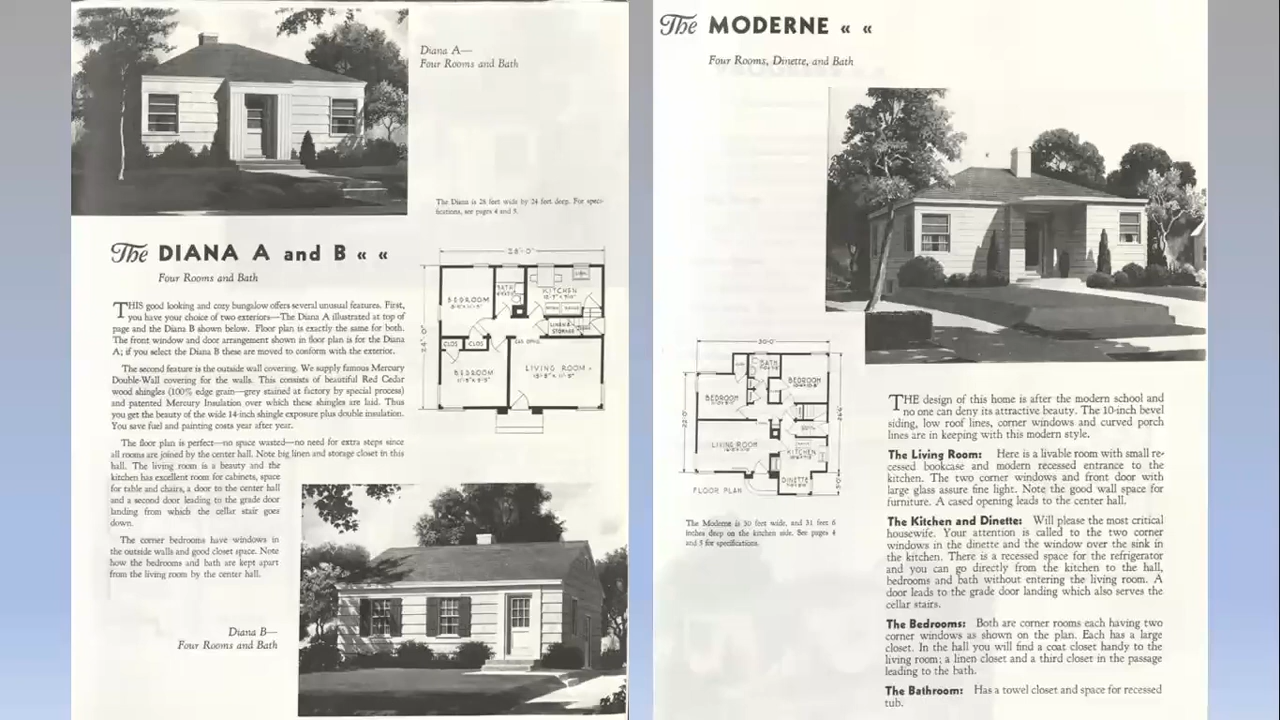 Diana A—
Four Rooms and Bath
The Diana is 28 feet wide by 24 feet deep. For speci-
fications, see pages 4 and 5.
The DIANA A and B « «
Four Rooms and Bath
THIS good looking and cozy bungalow offers several unusual features. First,
you have your choice of two exteriors—The Diana A illustrated at top of
page and the Diana B shown below. Floor plan is exactly the same for both.
The front window and door arrangement shown in floor plan is for the Diana
A; if you select the Diana B these are moved to conform with the exterior.
The second feature is the outside wall covering. We supply famous Mercury
Double-Wall covering for the walls. This consists of beautiful Red Cedar
wood shingles (100% edge grain—grey stained at factory by special process)
and patented Mercury Insulation over which these shingles are laid. Thus
you get the beauty of the wide 14-inch shingle exposure plus double insulation.
You save fuel and painting costs year after year.
The floor plan is perfect—no space wasted—no need for extra steps since
all rooms are joined by the center hall. Note big linen and storage closet in this
hall. The living room is a beauty and the
kitchen has excellent room for cabinets, space
for table and chairs, a door to the center hall
and a second door leading to the grade door
landing from which the cellar stair goes
down.
The corner bedrooms have windows in
the outside walls and good closet space. Note
how the bedrooms and bath are kept apart
from the living room by the center hall.
28'-0"
24'-0"
BEDROOM
BATH
KITCHEN
LINEN &
STORAGE
CLOS
CLOS
BEDROOM
LIVING ROOM
Diana B—
Four Rooms and Bath
The MODERNE « «
Four Rooms, Dinette, and Bath
30'-0"
BATH
BEDROOM
BEDROOM
LIVING ROOM
KITCHEN
DINETTE
FLOOR PLAN
The Moderne is 30 feet wide, and 31 feet 6
inches deep on the kitchen side. See pages 4
and 5 for specifications.
THE design of this home is after the modern school and
no one can deny its attractive beauty. The 10-inch bevel
siding, low roof lines, corner windows and curved porch
lines are in keeping with this modern style.
The Living Room: Here is a livable room with small re-
cessed bookcase and modern recessed entrance to the
kitchen. The two corner windows and front door with
large glass assure fine light. Note the good wall space for
furniture. A cased opening leads to the center hall.
The Kitchen and Dinette: Will please the most critical
housewife. Your attention is called to the two corner
windows in the dinette and the window over the sink in
the kitchen. There is a recessed space for the refrigerator
and you can go directly from the kitchen to the hall,
bedrooms and bath without entering the living room. A
door leads to the grade door landing which also serves the
cellar stairs.
The Bedrooms: Both are corner rooms each having two
corner windows as shown on the plan. Each has a large
closet. In the hall you will find a coat closet handy to the
living room; a linen closet and a third closet in the passage
leading to the bath.
The Bathroom: Has a towel closet and space for recessed
tub.